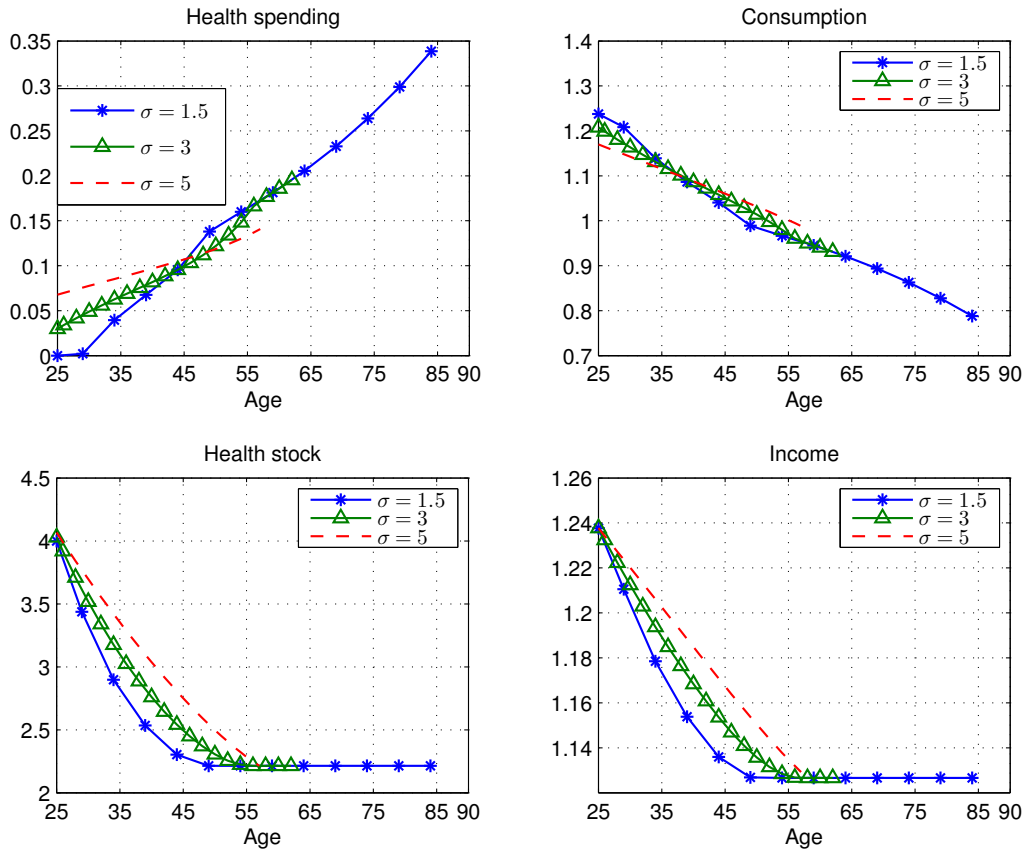 Health spending
0.35
0.3
0.25
0.2
0.15
0.1
0.05
0
25 35 45 55 65 75 85 90
Age
σ = 1.5
σ = 3
σ = 5
Consumption
1.4
1.3
1.2
1.1
1
0.9
0.8
0.7
25 35 45 55 65 75 85 90
Age
σ = 1.5
σ = 3
σ = 5
Health stock
4.5
4
3.5
3
2.5
2
25 35 45 55 65 75 85 90
Age
σ = 1.5
σ = 3
σ = 5
Income
1.26
1.24
1.22
1.2
1.18
1.16
1.14
25 35 45 55 65 75 85 90
Age
σ = 1.5
σ = 3
σ = 5